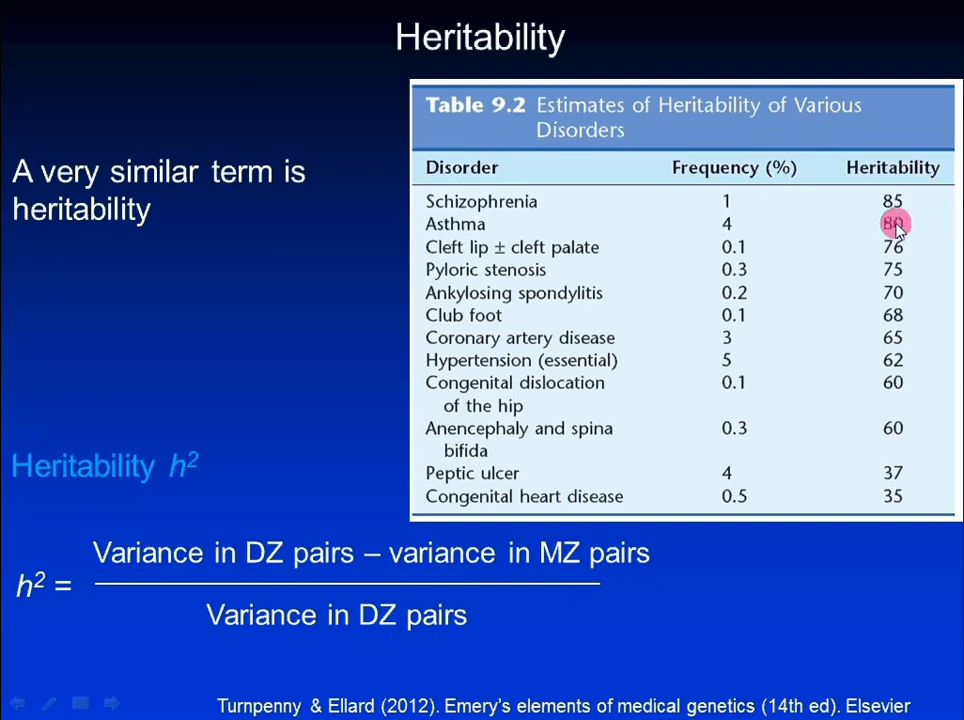 Heritability
A very similar term is
heritability
Table 9.2 Estimates of Heritability of Various
Disorders
Disorder Frequency (%) Heritability
Schizophrenia 1 85
Asthma 4 80
Cleft lip ± cleft palate 0.1 76
Pyloric stenosis 0.3 75
Ankylosing spondylitis 0.2 70
Club foot 0.1 68
Coronary artery disease 3 65
Hypertension (essential) 5 62
Congenital dislocation 0.1 60
of the hip
Anencephaly and spina 0.3 60
bifida
Peptic ulcer 4 37
Congenital heart disease 0.5 35
Heritability h²
Variance in DZ pairs – variance in MZ pairs
h² =
Variance in DZ pairs
Turnpenny & Ellard (2012). Emery's elements of medical genetics (14th ed). Elsevier